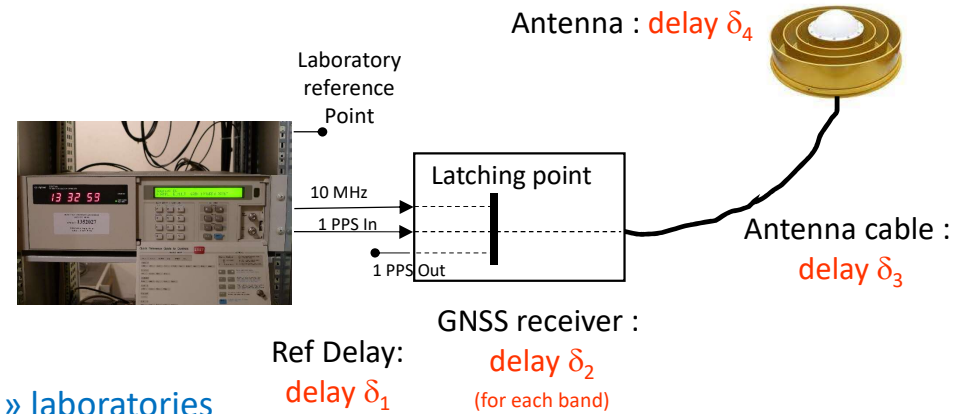 Antenna : delay δ4
Laboratory
reference
Point
13 32 59
10 MHz
Latching point
1 PPS In
1 PPS Out
Antenna cable :
delay δ3
GNSS receiver :
Ref Delay:
delay δ2
delay δ1
(for each band)
» laboratories